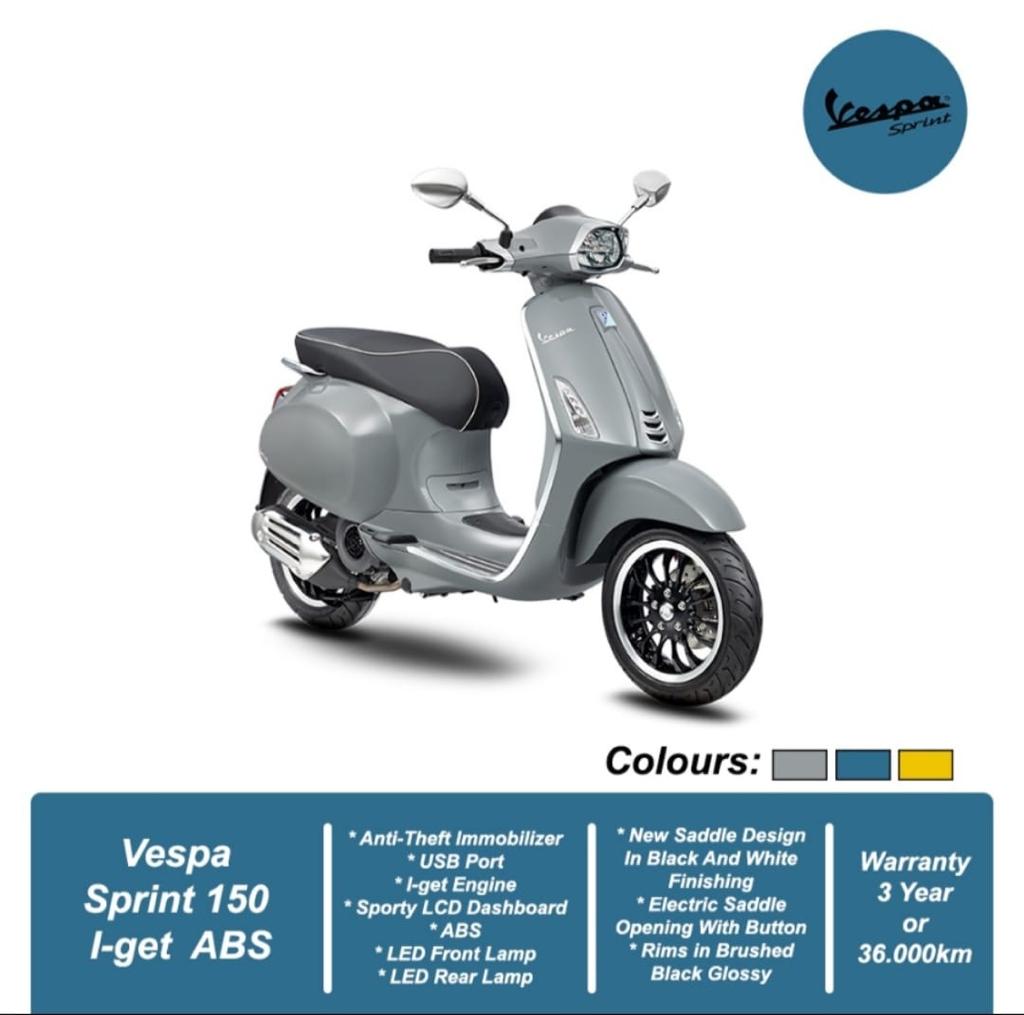 Vespa
Sprint
Vespa
Colours:
Vespa
Sprint 150
I-get ABS
* Anti-Theft Immobilizer
* USB Port
* I-get Engine
* Sporty LCD Dashboard
* ABS
* LED Front Lamp
* LED Rear Lamp
* New Saddle Design
In Black And White
Finishing
* Electric Saddle
Opening With Button
* Rims in Brushed
Black Glossy
Warranty
3 Year
or
36.000km